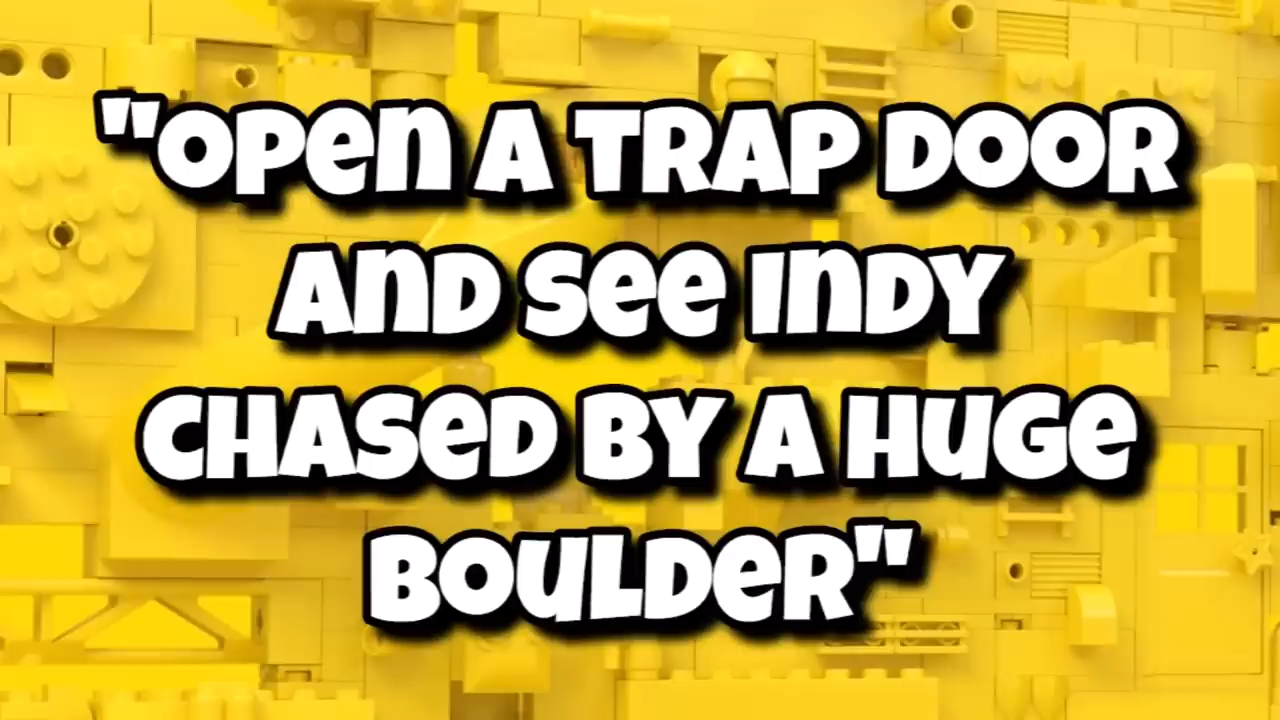 "OPeN A TRAP DOOR
AND See INDY
CHASeD BY A HUGe
BOULDeR"